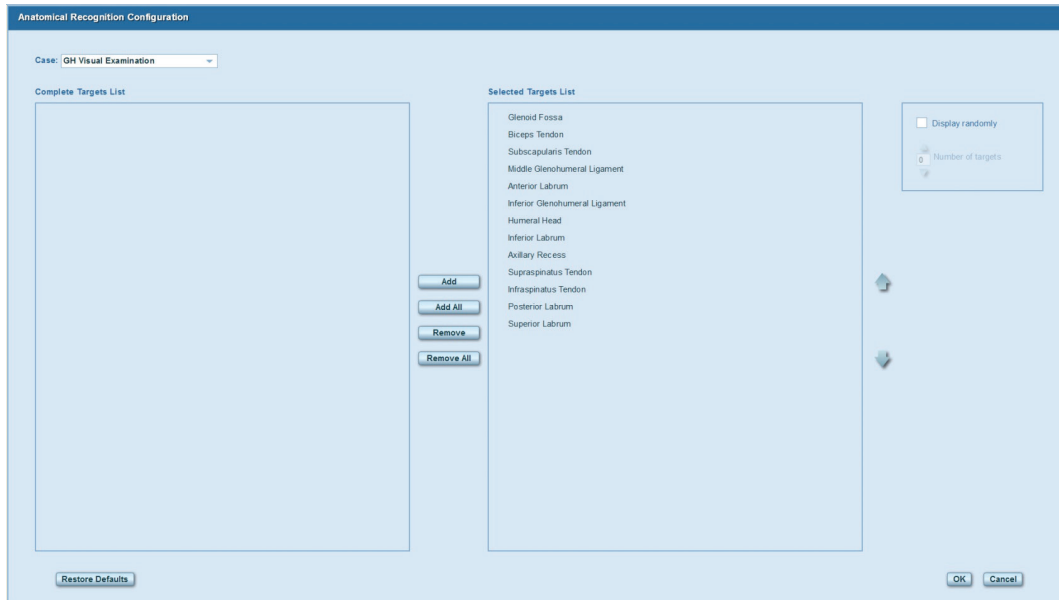 Anatomical Recognition Configuration
Case: GH Visual Examination
Complete Targets List
Selected Targets List
Glenoid Fossa
Biceps Tendon
Subscapularis Tendon
Middle Glenohumeral Ligament
Anterior Labrum
Inferior Glenohumeral Ligament
Humeral Head
Inferior Labrum
Axillary Recess
Supraspinatus Tendon
Infraspinatus Tendon
Posterior Labrum
Superior Labrum
Add
Add All
Remove
Remove All
Display randomly
0 Number of targets
Restore Defaults
OK
Cancel